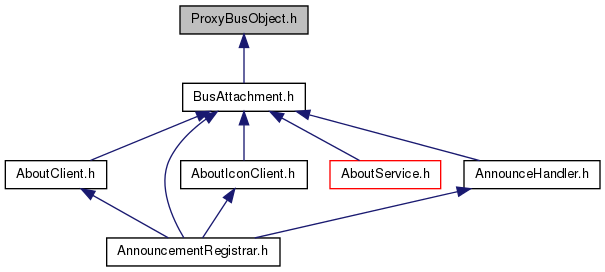 ProxyBusObject.h
BusAttachment.h
AboutClient.h
AboutIconClient.h
AboutService.h
AnnounceHandler.h
AnnouncementRegistrar.h